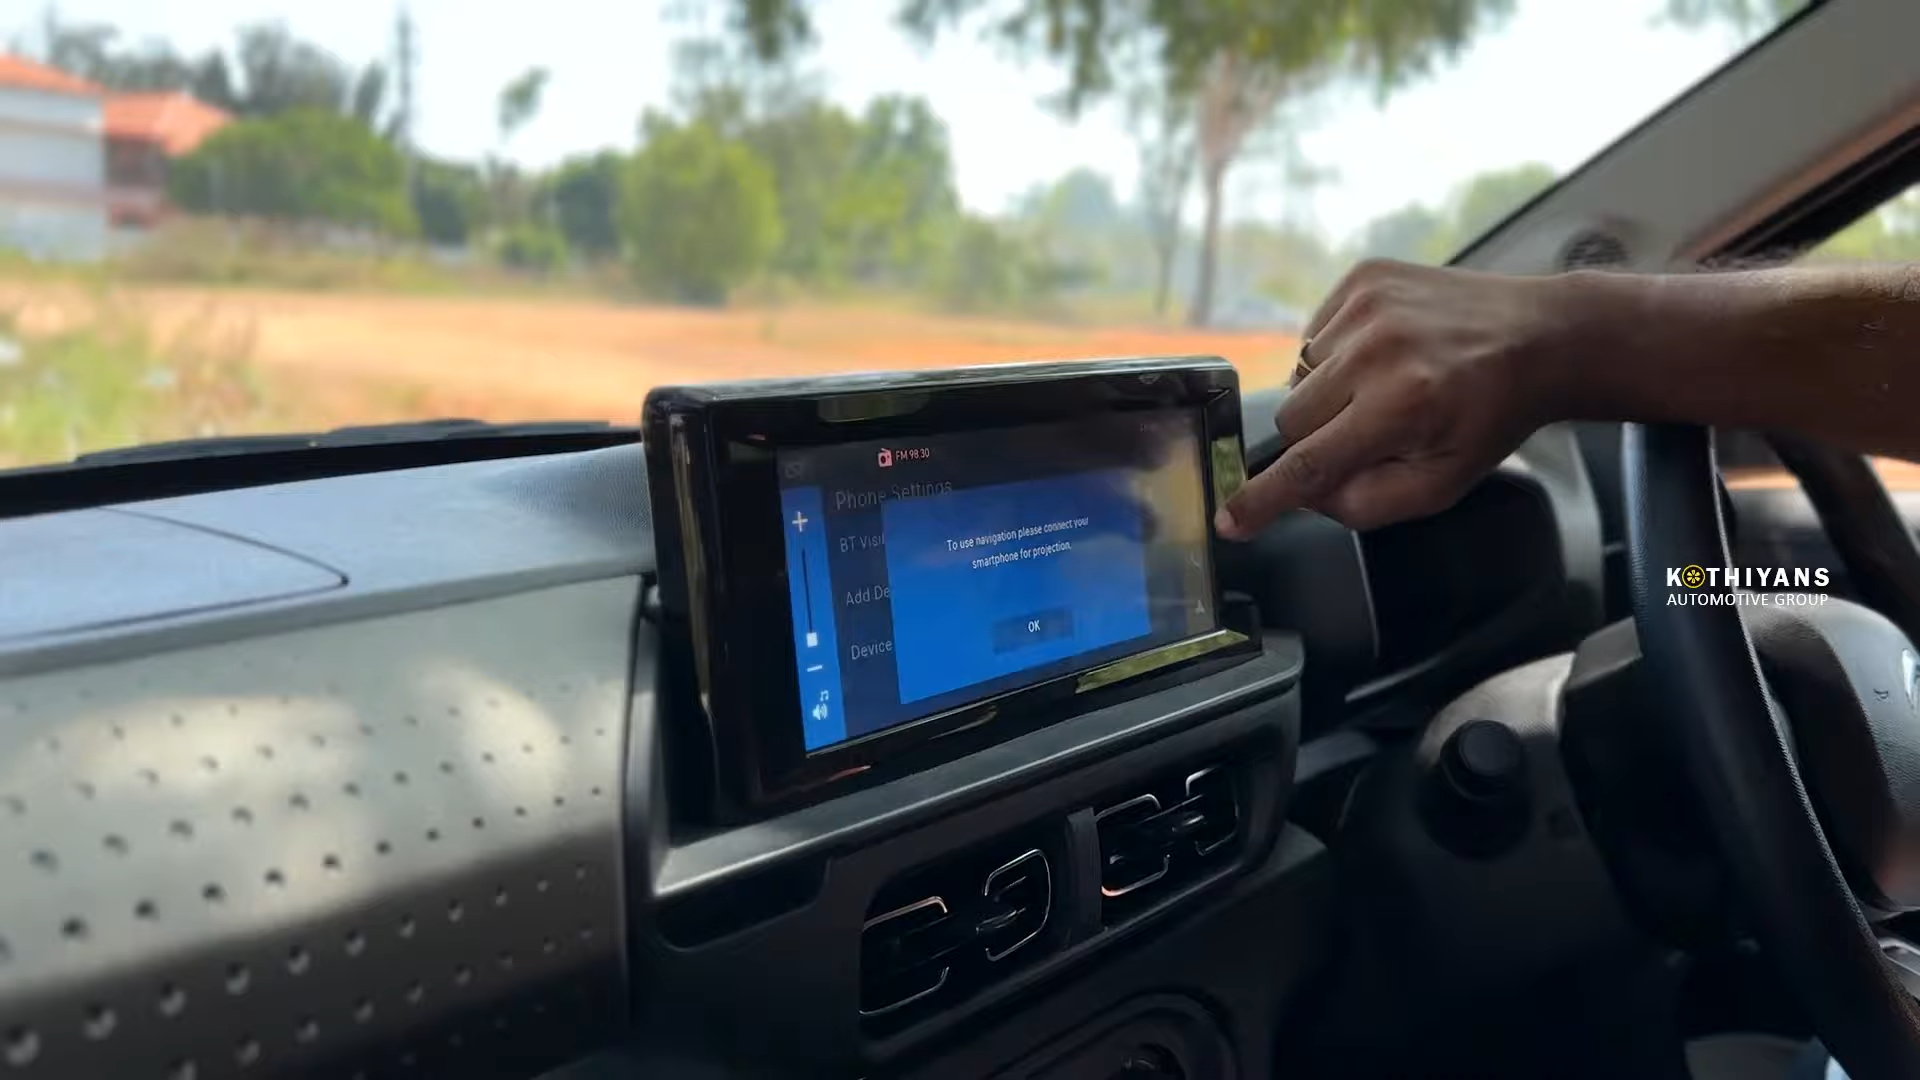 FM 98.30
Phone Settings
To use navigation please connect your
smartphone for projection.
BT Visi
Add De
Device
OK
KOTHIYANS
AUTOMOTIVE GROUP